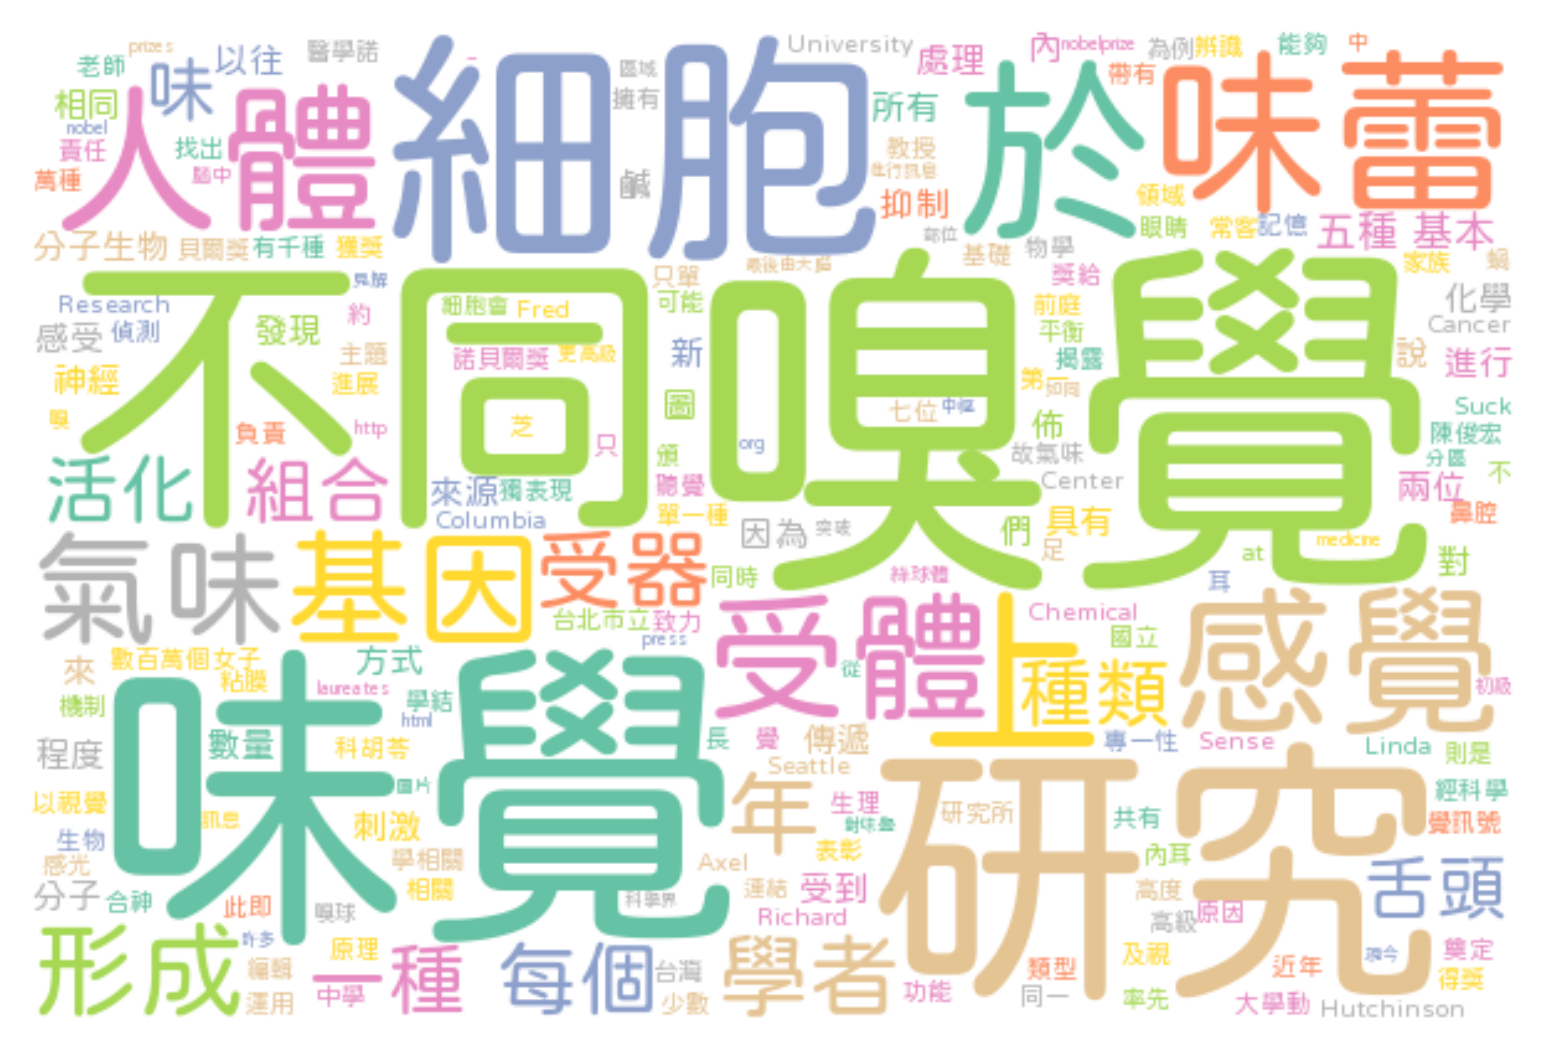 prizes
醫學諾
University
處理
內
nobelprize
為例
辨識
能夠
中
老師
味
以往
細胞
區域
帶有
味蕾
相同
人體
擁有
所有
於
nobel
責任
找出
教授
萬種
腦中
鹹
抑制
領域
眼睛
常客
記憶
五種
基本
分子生物
貝爾獎
有千種
獲獎
部位
物學
基礎
最後由大腦
家族
蝸
不同
嗅覺
見解
只單
獎給
Research
約
細胞會
Fred
可能
前庭
化學
感受
偵測
發現
平衡
Cancer
主題
諾貝爾獎
更高級
新
揭露
說
進行
神經
進展
第一
如同
嗅
芝
圖
七位
中樞
Suck
負責
http
只
org
佈
陳俊宏
頒
故氣味
分區
不
活化
組合
來源
獨表現
聽覺
Center
兩位
Columbia
單一種
因為
突破
們
具有
鼻腔
氣味
基因
受器
足
at
medicine
對
同時
絲球體
耳
台北市立
致力
受體
上
Chemical
感覺
press
國立
來
數百萬個女子
方式
從
種類
粘膜
laureates
初級
機制
味覺
學結
html
程度
數量
科胡苓
長
覺
傳遞
專一性
Sense
Linda
則是
圖片
Seattle
研究
以視覺
訊息
刺激
年
生理
研究所
共有
經科學
生物
對味蕾
覺訊號
感光
學相關
Axel
表彰
內耳
舌頭
分子
合神
此即
嗅球
相關
科學界
連結
受到
高度
Richard
高級
原因
形成
許多
原理
一種
每個
學者
及視
現今
奠定
編輯
台灣
類型
近年
得獎
運用
中學
少數
功能
同一
率先
大學動
Hutchinson